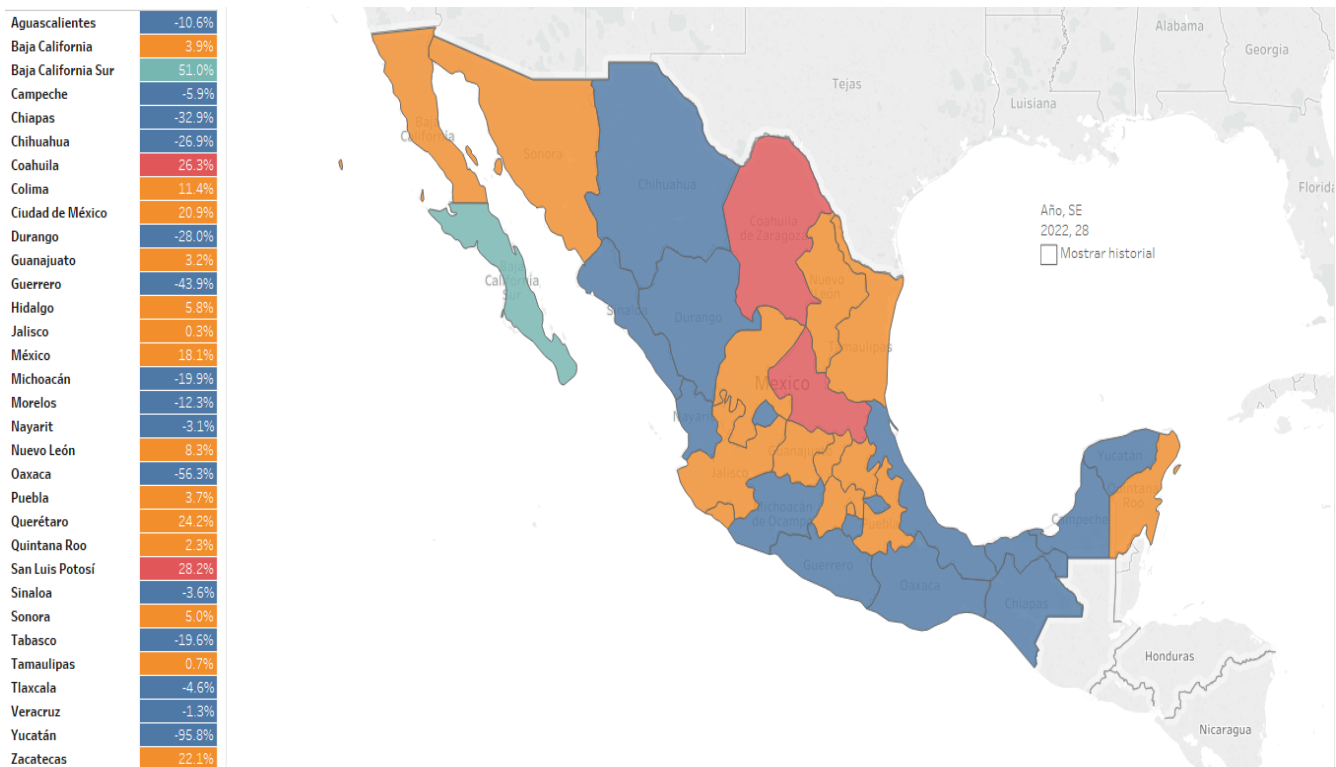 Aguascalientes -10.6%
Baja California 3.9%
Baja California Sur 51.0%
Campeche -5.9%
Chiapas -32.9%
Chihuahua -26.9%
Coahuila 26.3%
Colima 11.4%
Ciudad de México 20.9%
Durango -28.0%
Guanajuato 3.2%
Guerrero -43.9%
Hidalgo 5.8%
Jalisco 0.3%
México 18.1%
Michoacán -19.9%
Morelos -12.3%
Nayarit -3.1%
Nuevo León 8.3%
Oaxaca -56.3%
Puebla 3.7%
Querétaro 24.2%
Quintana Roo 2.3%
San Luis Potosí 28.2%
Sinaloa -3.6%
Sonora 5.0%
Tabasco -19.6%
Tamaulipas 0.7%
Tlaxcala -4.6%
Veracruz -1.3%
Yucatán -95.8%
Zacatecas 22.1%
Alabama
Georgia
Tejas
Luisiana
Florida
Baja
California
Sonora
Chihuahua
Coahuila
de Zaragoza
Baja
California
Sur
Sinaloa
Durango
Nuevo
León
Tamaulipas
México
Nayarit
Jalisco
Guanajuato
Michoacán
de Ocampo
Puebla
Guerrero
Oaxaca
Chiapas
Yucatán
Quintana
Roo
Campeche
Año, SE
2022, 28
Mostrar historial
Honduras
Nicaragua